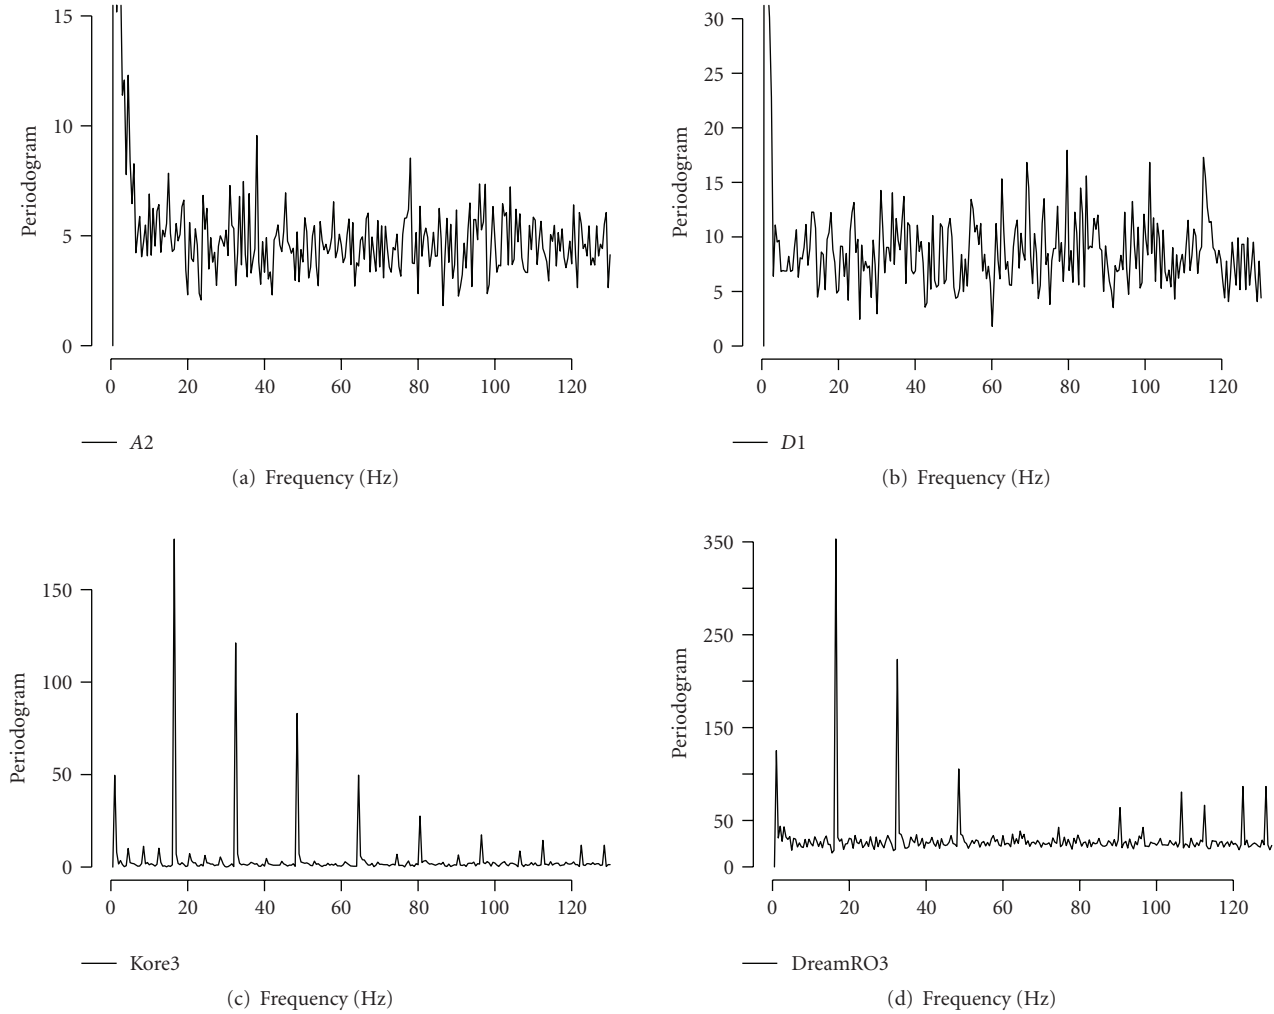 15
10
5
0
Periodogram
0 20 40 60 80 100 120
A2
(a) Frequency (Hz)
30
25
20
15
10
5
0
Periodogram
0 20 40 60 80 100 120
D1
(b) Frequency (Hz)
150
100
50
0
Periodogram
0 20 40 60 80 100 120
Kore3
(c) Frequency (Hz)
350
250
150
50
0
Periodogram
0 20 40 60 80 100 120
DreamRO3
(d) Frequency (Hz)